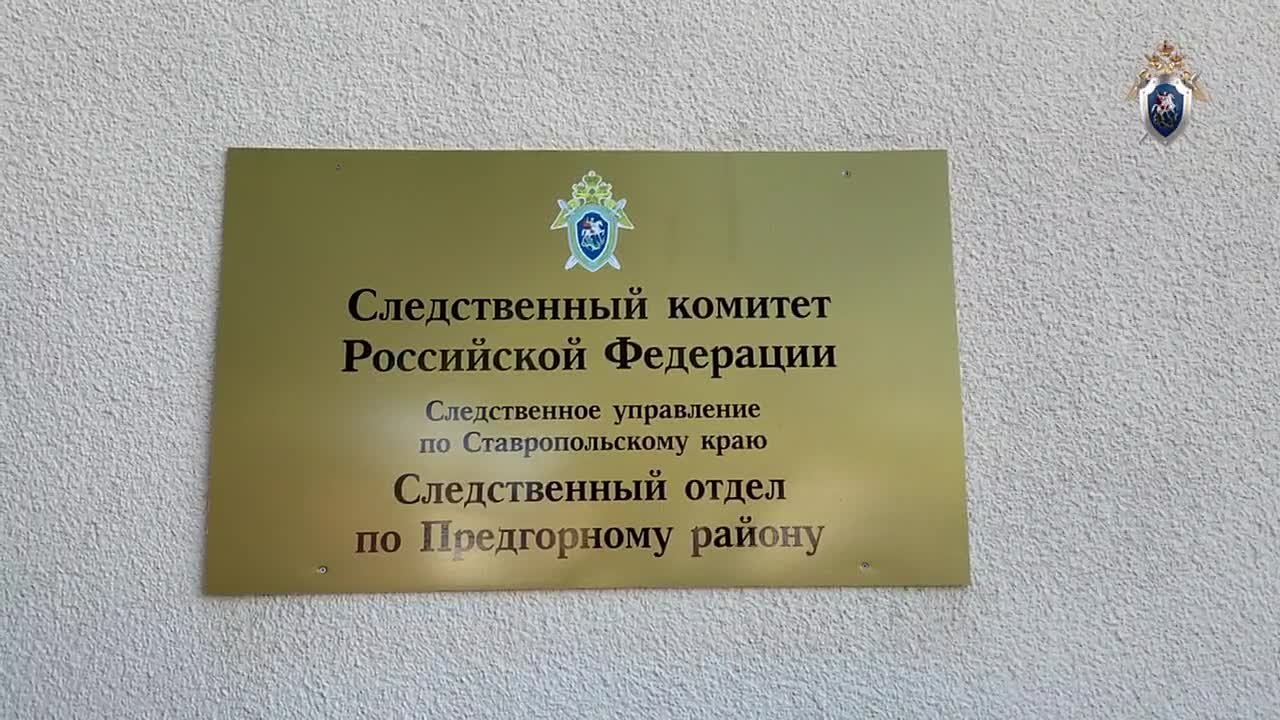 Следственный комитет
Российской Федерации
Следственное управление
по Ставропольскому краю
Следственный отдел
по Предгорному району